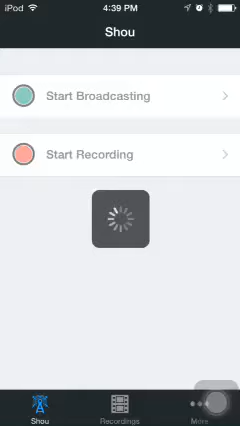 iPod 4:39 PM
Shou
Start Broadcasting
Start Recording
Shou Recordings More